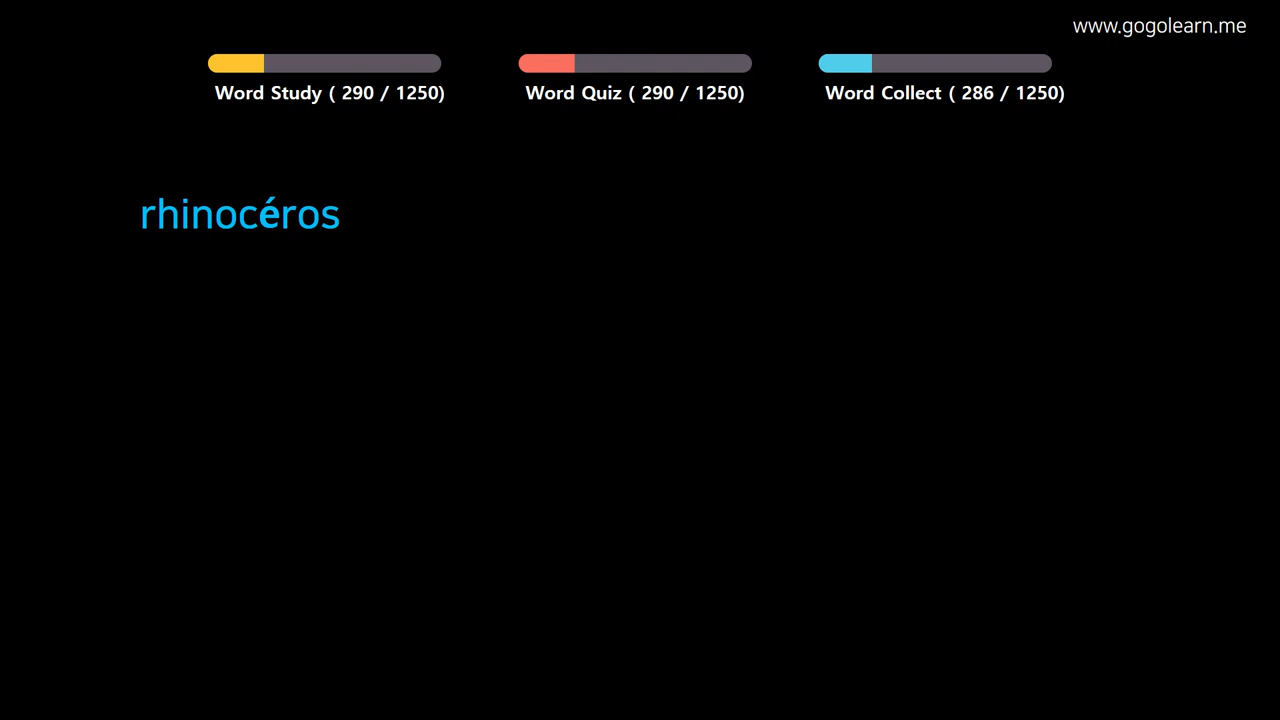 www.gogolearn.me
Word Study ( 290 / 1250)
Word Quiz ( 290 / 1250)
Word Collect ( 286 / 1250)
rhinocéros